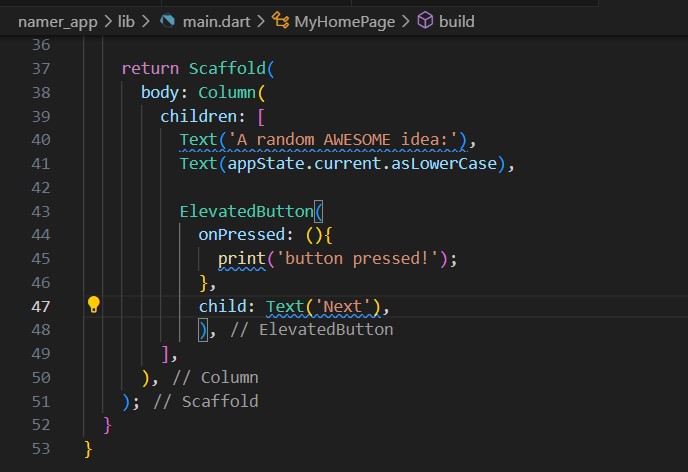 namer_app > lib > main.dart > MyHomePage > build
36
37 return Scaffold(
38 body: Column(
39 children: [
40 Text('A random AWESOME idea:'),
41 Text(appState.current.asLowerCase),
42
43 ElevatedButton(
44 onPressed: (){
45 print('button pressed!');
46 },
47 child: Text('Next'),
48 ), // ElevatedButton
49 ],
50 ), // Column
51 ); // Scaffold
52 }
53 }